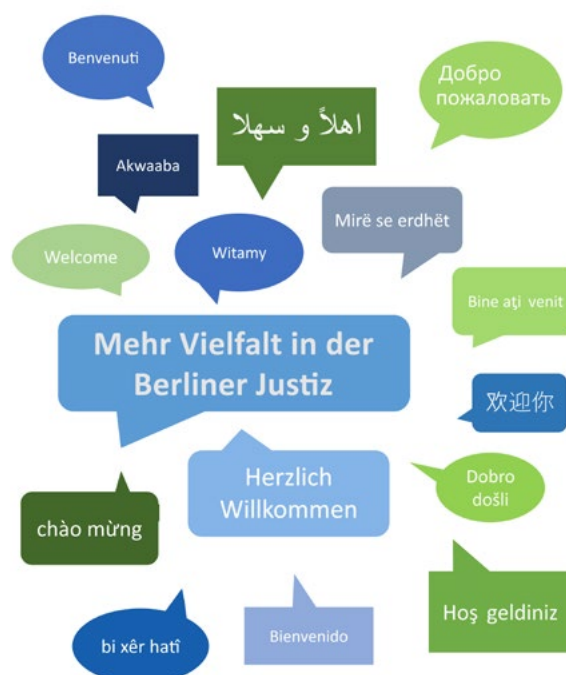 Benvenuti
Добро
пожаловать
اهلاً و سهلا
Akwaaba
Mirë se erdhët
Welcome
Witamy
Bine aţi venit
Mehr Vielfalt in der
Berliner Justiz
欢迎你
Herzlich
Willkommen
Dobro
došli
chào mừng
Hoş geldiniz
bi xêr hatî
Bienvenido